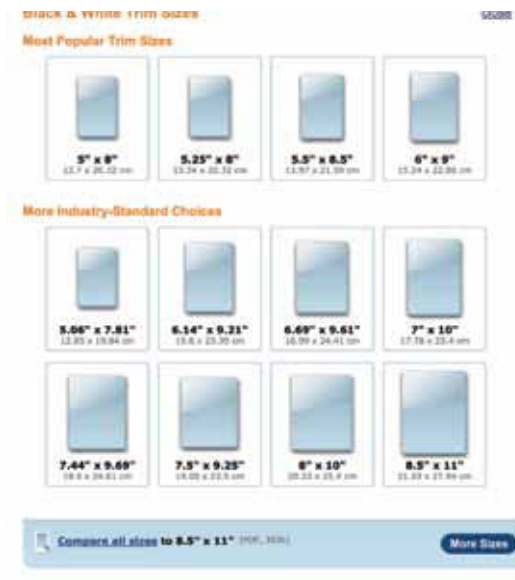 Black & White Trim Sizes
Close
Most Popular Trim Sizes
5" x 8" 5.25" x 8" 5.5" x 8.5" 6" x 9"
12.7 x 20.32 cm 13.34 x 20.32 cm 13.97 x 21.59 cm 15.24 x 22.86 cm
More Industry-Standard Choices
5.06" x 7.81" 6.14" x 9.21" 6.69" x 9.61" 7" x 10"
12.85 x 19.84 cm 15.6 x 23.39 cm 16.99 x 24.41 cm 17.78 x 25.4 cm
7.44" x 9.69" 7.5" x 9.25" 8" x 10" 8.5" x 11"
18.9 x 24.61 cm 19.05 x 23.5 cm 20.32 x 25.4 cm 21.59 x 27.94 cm
Compare all sizes to 8.5" x 11"
More Sizes